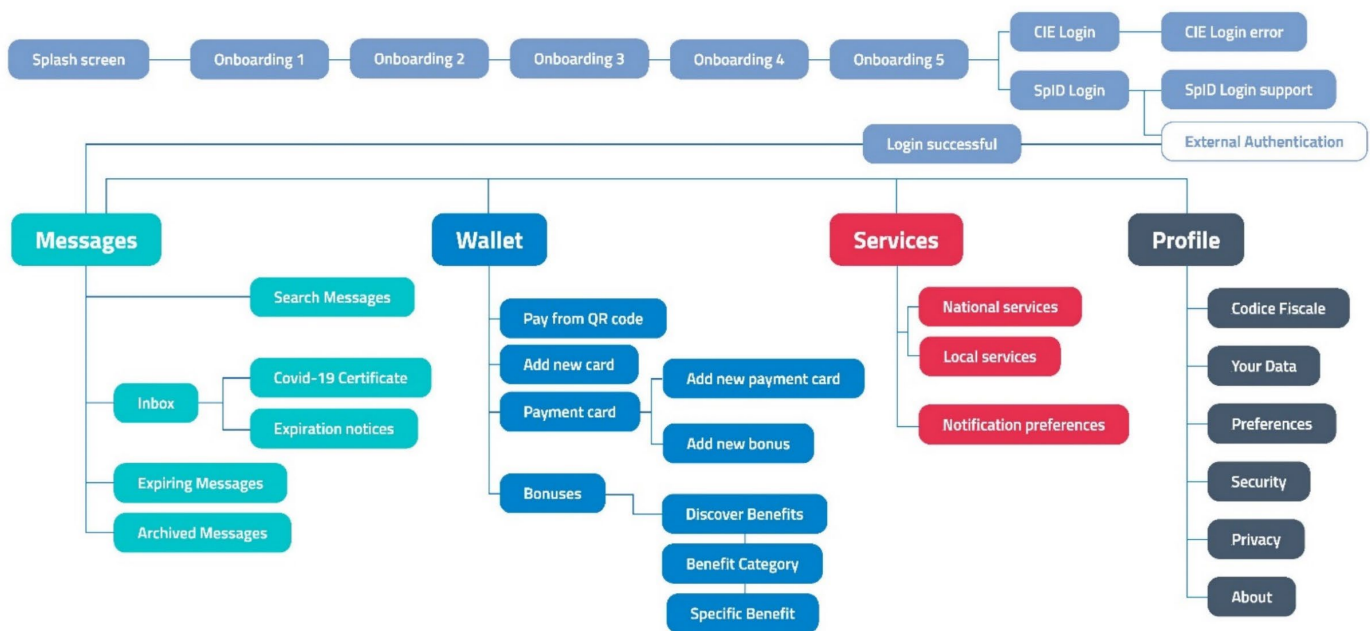 Splash screen
Onboarding 1
Onboarding 2
Onboarding 3
Onboarding 4
Onboarding 5
CIE Login
CIE Login error
SpID Login
SpID Login support
External Authentication
Login successful
Messages
Search Messages
Inbox
Covid-19 Certificate
Expiration notices
Expiring Messages
Archived Messages
Wallet
Pay from QR code
Add new card
Payment card
Add new payment card
Add new bonus
Bonuses
Discover Benefits
Benefit Category
Specific Benefit
Services
National services
Local services
Notification preferences
Profile
Codice Fiscale
Your Data
Preferences
Security
Privacy
About